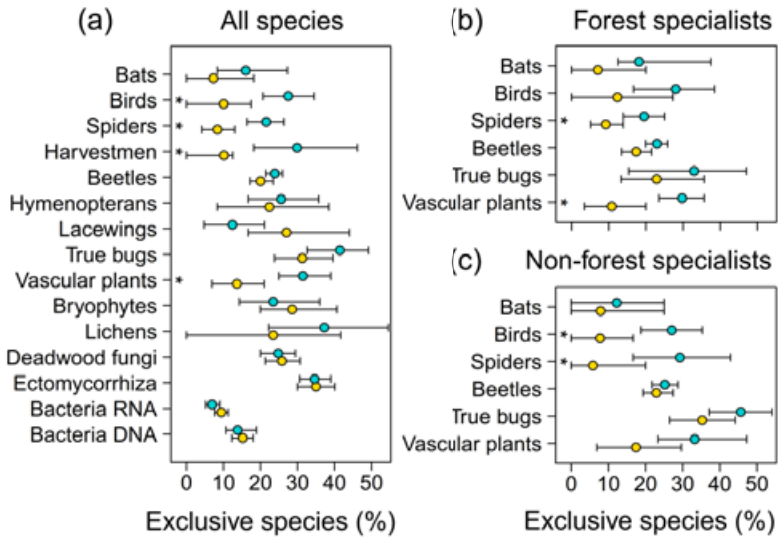 (a) All species
Bats
* Birds
* Spiders
* Harvestmen
Beetles
Hymenopterans
Lacewings
True bugs
* Vascular plants
Bryophytes
Lichens
Deadwood fungi
Ectomycorrhiza
Bacteria RNA
Bacteria DNA
0 10 20 30 40 50
Exclusive species (%)
(b) Forest specialists
Bats
Birds
Spiders *
Beetles
True bugs
Vascular plants *
(c) Non-forest specialists
Bats
Birds *
Spiders *
Beetles
True bugs
Vascular plants
0 10 20 30 40 50
Exclusive species (%)